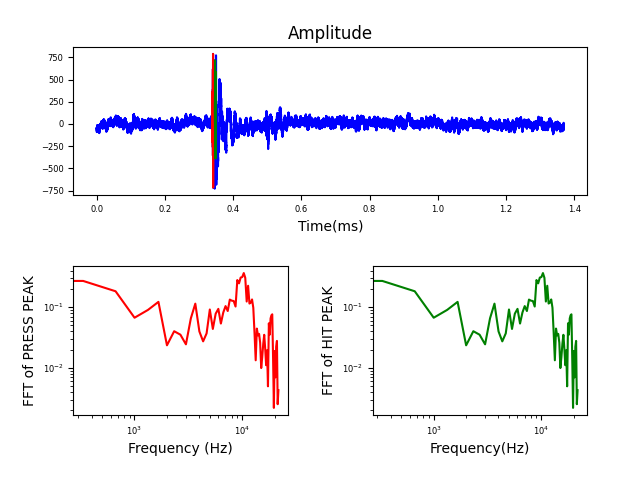 Amplitude
750
500
250
0
−250
−500
−750
0.0 0.2 0.4 0.6 0.8 1.0 1.2 1.4
Time(ms)
FFT of PRESS PEAK
10⁻¹
10⁻²
10³ 10⁴
Frequency (Hz)
FFT of HIT PEAK
10⁻¹
10⁻²
10³ 10⁴
Frequency(Hz)